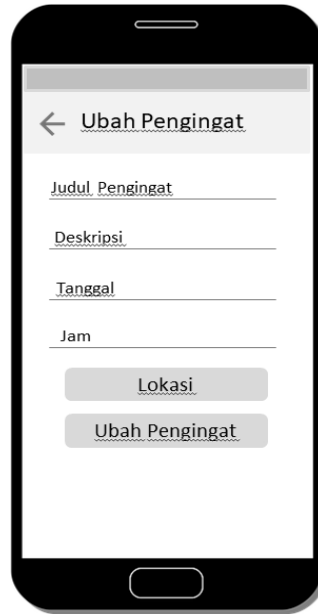 Ubah Pengingat
Judul Pengingat
Deskripsi
Tanggal
Jam
Lokasi
Ubah Pengingat